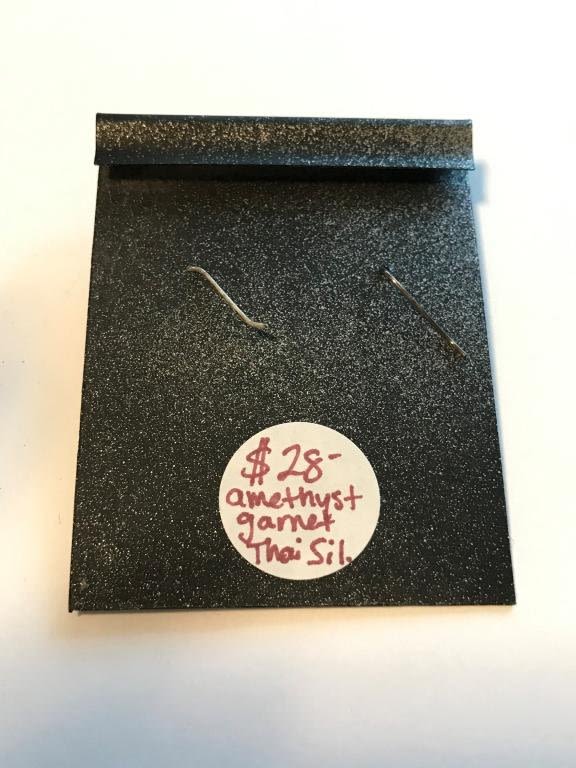 $28-
amethyst
garnet
Thai Sil.